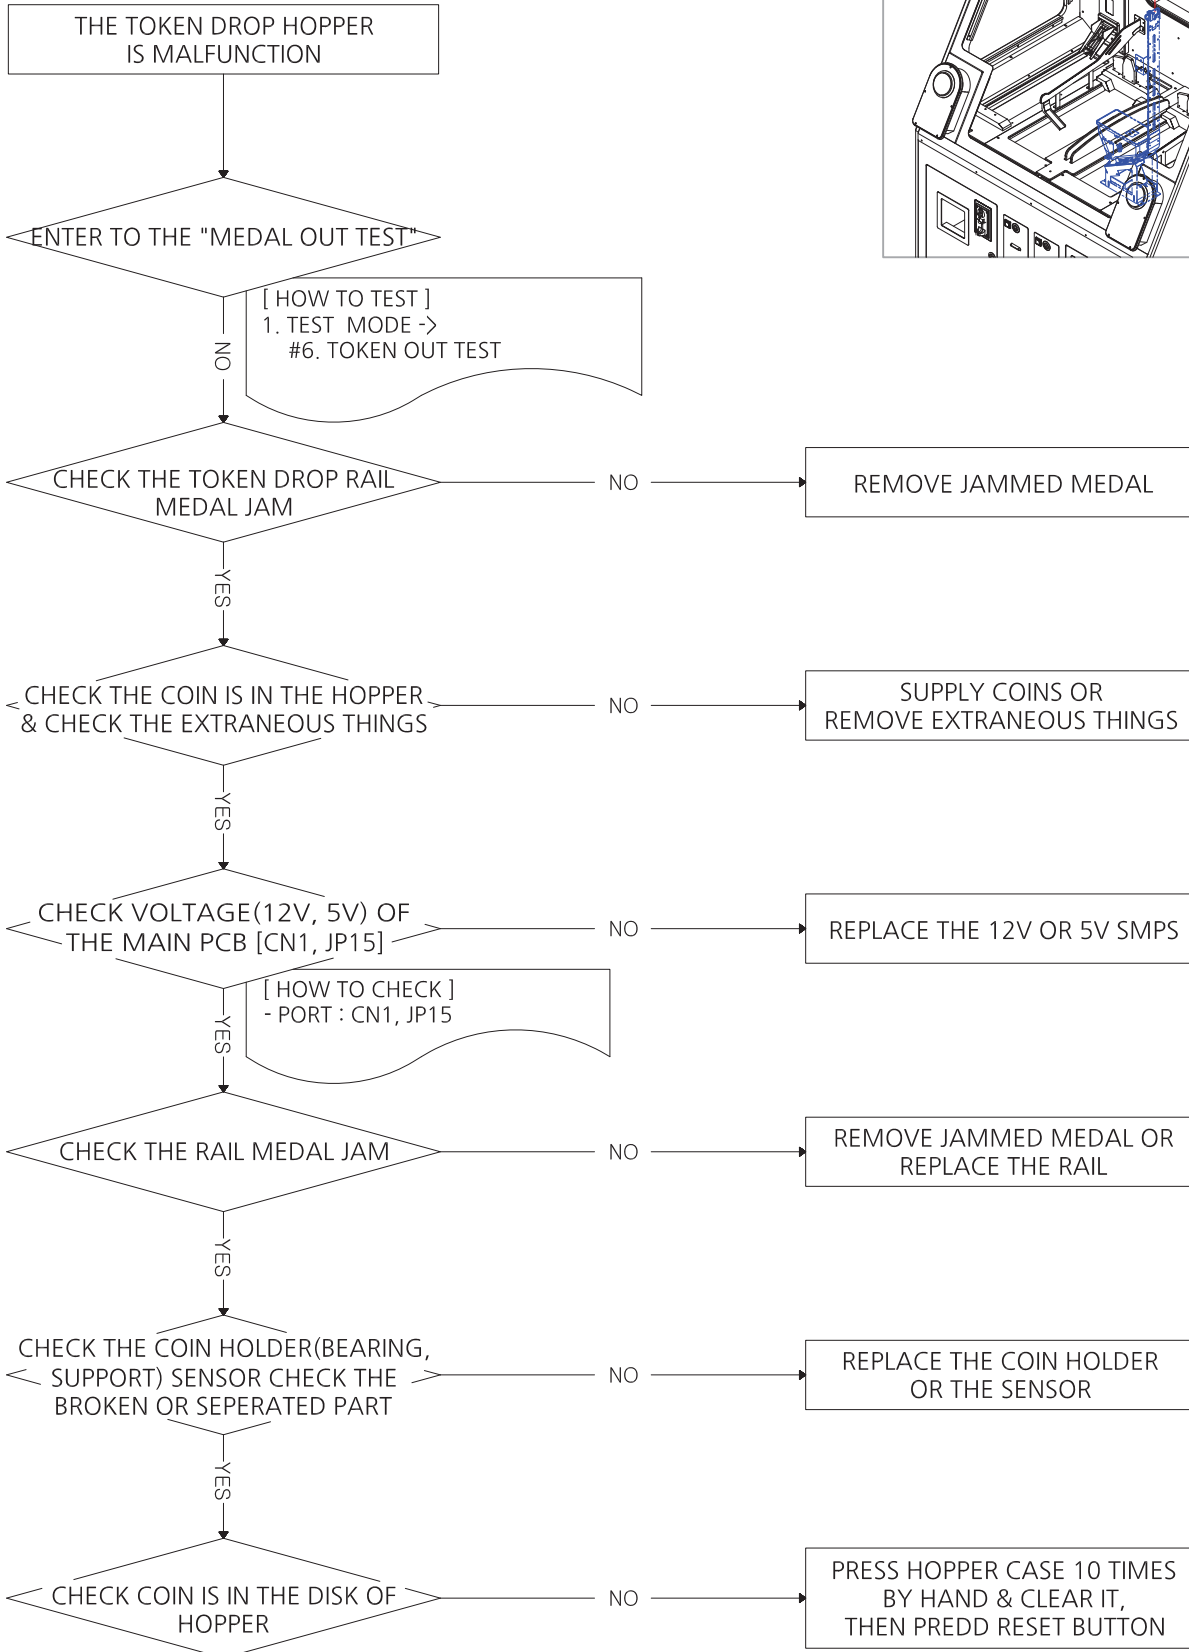 THE TOKEN DROP HOPPER
IS MALFUNCTION
ENTER TO THE "MEDAL OUT TEST"
[ HOW TO TEST ]
1. TEST MODE ->
#6. TOKEN OUT TEST
NO
CHECK THE TOKEN DROP RAIL
MEDAL JAM
NO
REMOVE JAMMED MEDAL
YES
CHECK THE COIN IS IN THE HOPPER
& CHECK THE EXTRANEOUS THINGS
NO
SUPPLY COINS OR
REMOVE EXTRANEOUS THINGS
YES
CHECK VOLTAGE(12V, 5V) OF
THE MAIN PCB [CN1, JP15]
NO
REPLACE THE 12V OR 5V SMPS
[ HOW TO CHECK ]
- PORT : CN1, JP15
YES
CHECK THE RAIL MEDAL JAM
NO
REMOVE JAMMED MEDAL OR
REPLACE THE RAIL
YES
CHECK THE COIN HOLDER(BEARING,
SUPPORT) SENSOR CHECK THE
BROKEN OR SEPERATED PART
NO
REPLACE THE COIN HOLDER
OR THE SENSOR
YES
CHECK COIN IS IN THE DISK OF
HOPPER
NO
PRESS HOPPER CASE 10 TIMES
BY HAND & CLEAR IT,
THEN PREDD RESET BUTTON